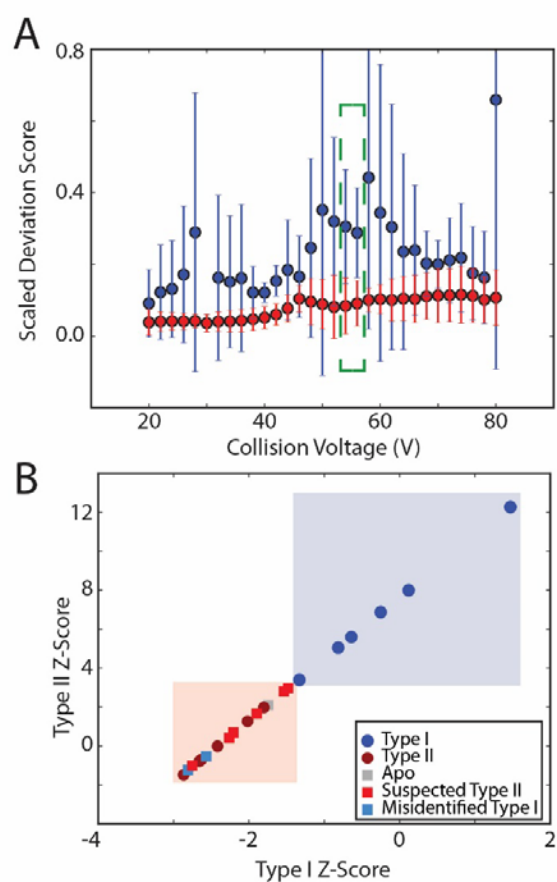 A
0.8
0.4
0.0
Scaled Deviation Score
20 40 60 80
Collision Voltage (V)
B
12
8
4
0
-4
Type II Z-Score
Type I
Type II
Apo
Suspected Type II
Misidentified Type I
-4 -2 0 2
Type I Z-Score